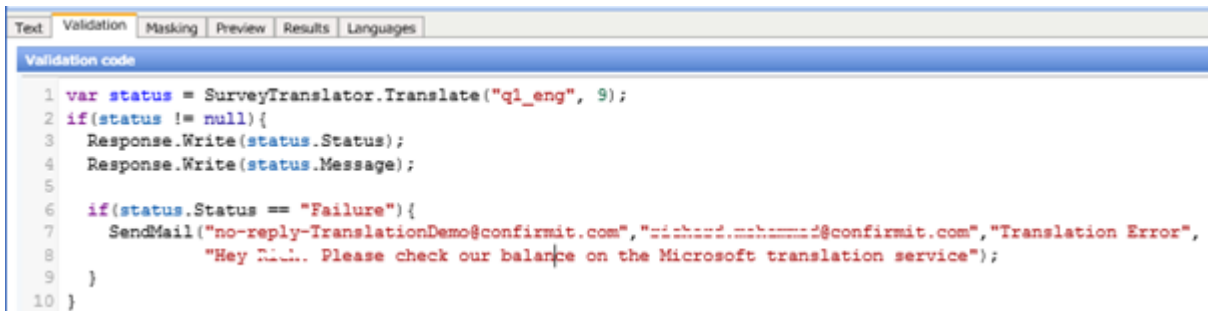 Text Validation Masking Preview Results Languages
Validation code
1 var status = SurveyTranslator.Translate("q1_eng", 9);
2 if(status != null){
3 Response.Write(status.Status);
4 Response.Write(status.Message);
5
6 if(status.Status == "Failure"){
7 SendMail("no-reply-TranslationDemo@confirmit.com","@confirmit.com","Translation Error",
8 "Hey . Please check our balance on the Microsoft translation service");
9 }
10 }